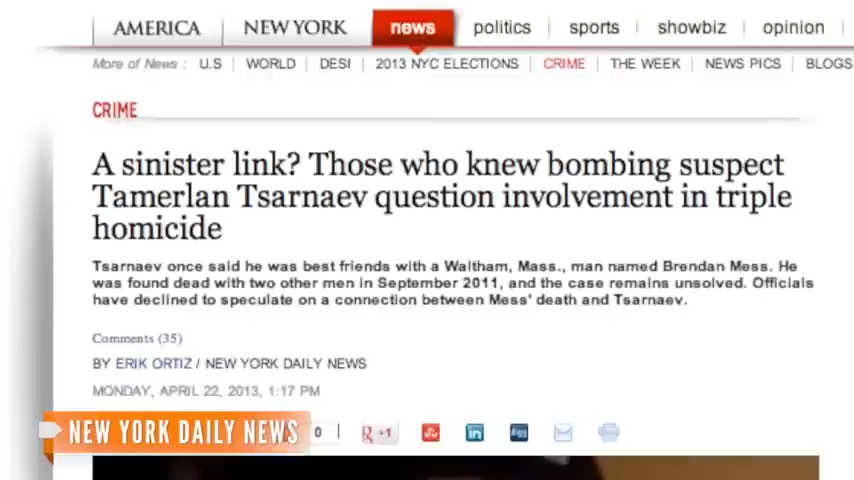 AMERICA NEW YORK news politics sports showbiz opinion
More of News : U.S WORLD DESI 2013 NYC ELECTIONS CRIME THE WEEK NEWS PICS BLOGS
CRIME
A sinister link? Those who knew bombing suspect
Tamerlan Tsarnaev question involvement in triple
homicide
Tsarnaev once said he was best friends with a Waltham, Mass., man named Brendan Mess. He
was found dead with two other men in September 2011, and the case remains unsolved. Officials
have declined to speculate on a connection between Mess' death and Tsarnaev.
Comments (35)
BY ERIK ORTIZ / NEW YORK DAILY NEWS
MONDAY, APRIL 22, 2013, 1:17 PM
NEW YORK DAILY NEWS 0 g +1 in digg